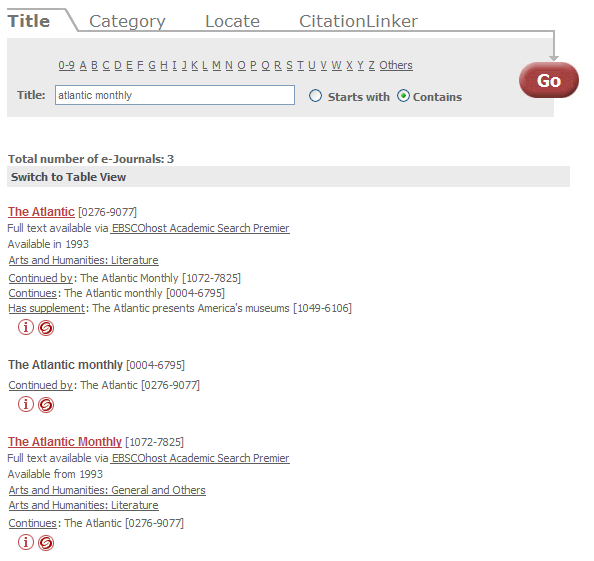 Title Category Locate CitationLinker
0-9 A B C D E F G H I J K L M N O P Q R S T U V W X Y Z Others
Go
Title: atlantic monthly Starts with Contains
Total number of e-Journals: 3
Switch to Table View
The Atlantic [0276-9077]
Full text available via EBSCOhost Academic Search Premier
Available in 1993
Arts and Humanities: Literature
Continued by: The Atlantic Monthly [1072-7825]
Continues: The Atlantic monthly [0004-6795]
Has supplement: The Atlantic presents America's museums [1049-6106]
i S
The Atlantic monthly [0004-6795]
Continued by: The Atlantic [0276-9077]
i S
The Atlantic Monthly [1072-7825]
Full text available via EBSCOhost Academic Search Premier
Available from 1993
Arts and Humanities: General and Others
Arts and Humanities: Literature
Continues: The Atlantic [0276-9077]
i S